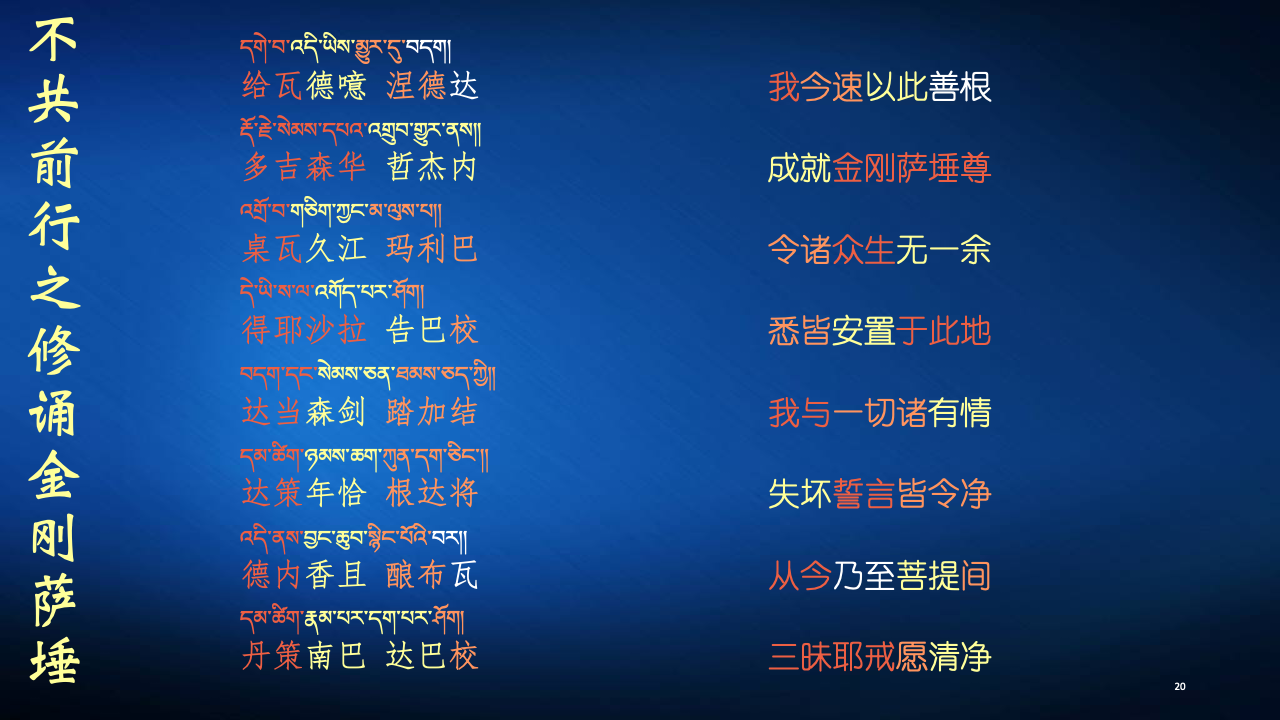 不共前行之修诵金刚萨埵
དགེ་བ་འདི་ཡིས་མྱུར་དུ་བདག།
给瓦德噫 涅德达
我今速以此善根
རྡོ་རྗེ་སེམས་དཔའ་འགྲུབ་གྱུར་ནས།།
多吉森华 哲杰内
成就金刚萨埵尊
འགྲོ་བ་གཅིག་ཀྱང་མ་ལུས་པ།།
桌瓦久江 玛利巴
令诸众生无一余
དེ་ཡི་ས་ལ་འགོད་པར་ཤོག།
得耶沙拉 告巴校
悉皆安置于此地
བདག་དང་སེམས་ཅན་ཐམས་ཅད་ཀྱི།།
达当森剑 踏加结
我与一切诸有情
དམ་ཚིག་ཉམས་ཆག་ཀུན་དག་ཅིང་།།
达策年恰 根达将
失坏誓言皆令净
འདི་ནས་བྱང་ཆུབ་སྙིང་པོའི་བར།།
德内香且 酿布瓦
从今乃至菩提间
དམ་ཚིག་རྣམ་པར་དག་པར་ཤོག།
丹策南巴 达巴校
三昧耶戒愿清净
20